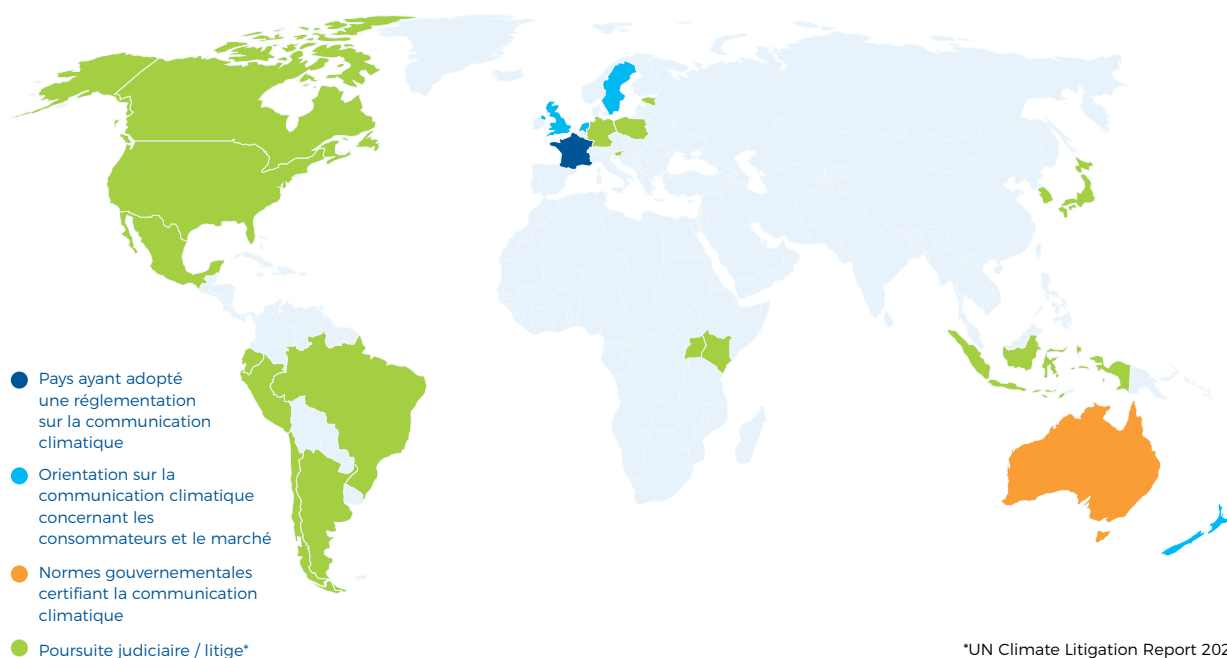 Pays ayant adopté
une réglementation
sur la communication
climatique
Orientation sur la
communication climatique
concernant les
consommateurs et le marché
Normes gouvernementales
certifiant la communication
climatique
Poursuite judiciaire / litige*
*UN Climate Litigation Report